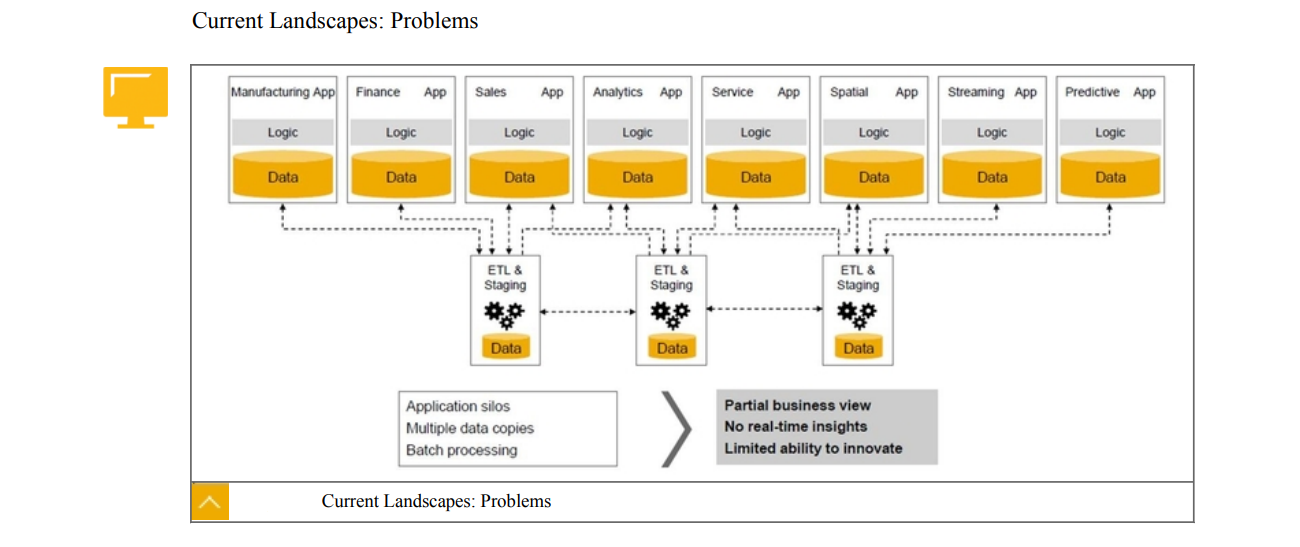 Current Landscapes: Problems
Manufacturing App
Finance App
Sales App
Analytics App
Service App
Spatial App
Streaming App
Predictive App
Logic
Logic
Logic
Logic
Logic
Logic
Logic
Logic
Data
Data
Data
Data
Data
Data
Data
Data
ETL &
Staging
Data
ETL &
Staging
Data
ETL &
Staging
Data
Application silos
Multiple data copies
Batch processing
Partial business view
No real-time insights
Limited ability to innovate
Current Landscapes: Problems